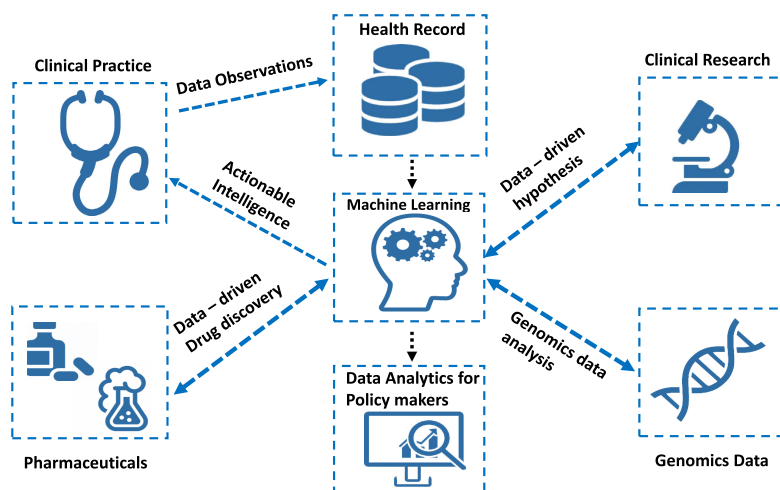 Health Record
Clinical Practice
Clinical Research
Data Observations
Data – driven
hypothesis
Actionable
Intelligence
Machine Learning
Data – driven
Drug discovery
Genomics data
analysis
Data Analytics for
Policy makers
Pharmaceuticals
Genomics Data